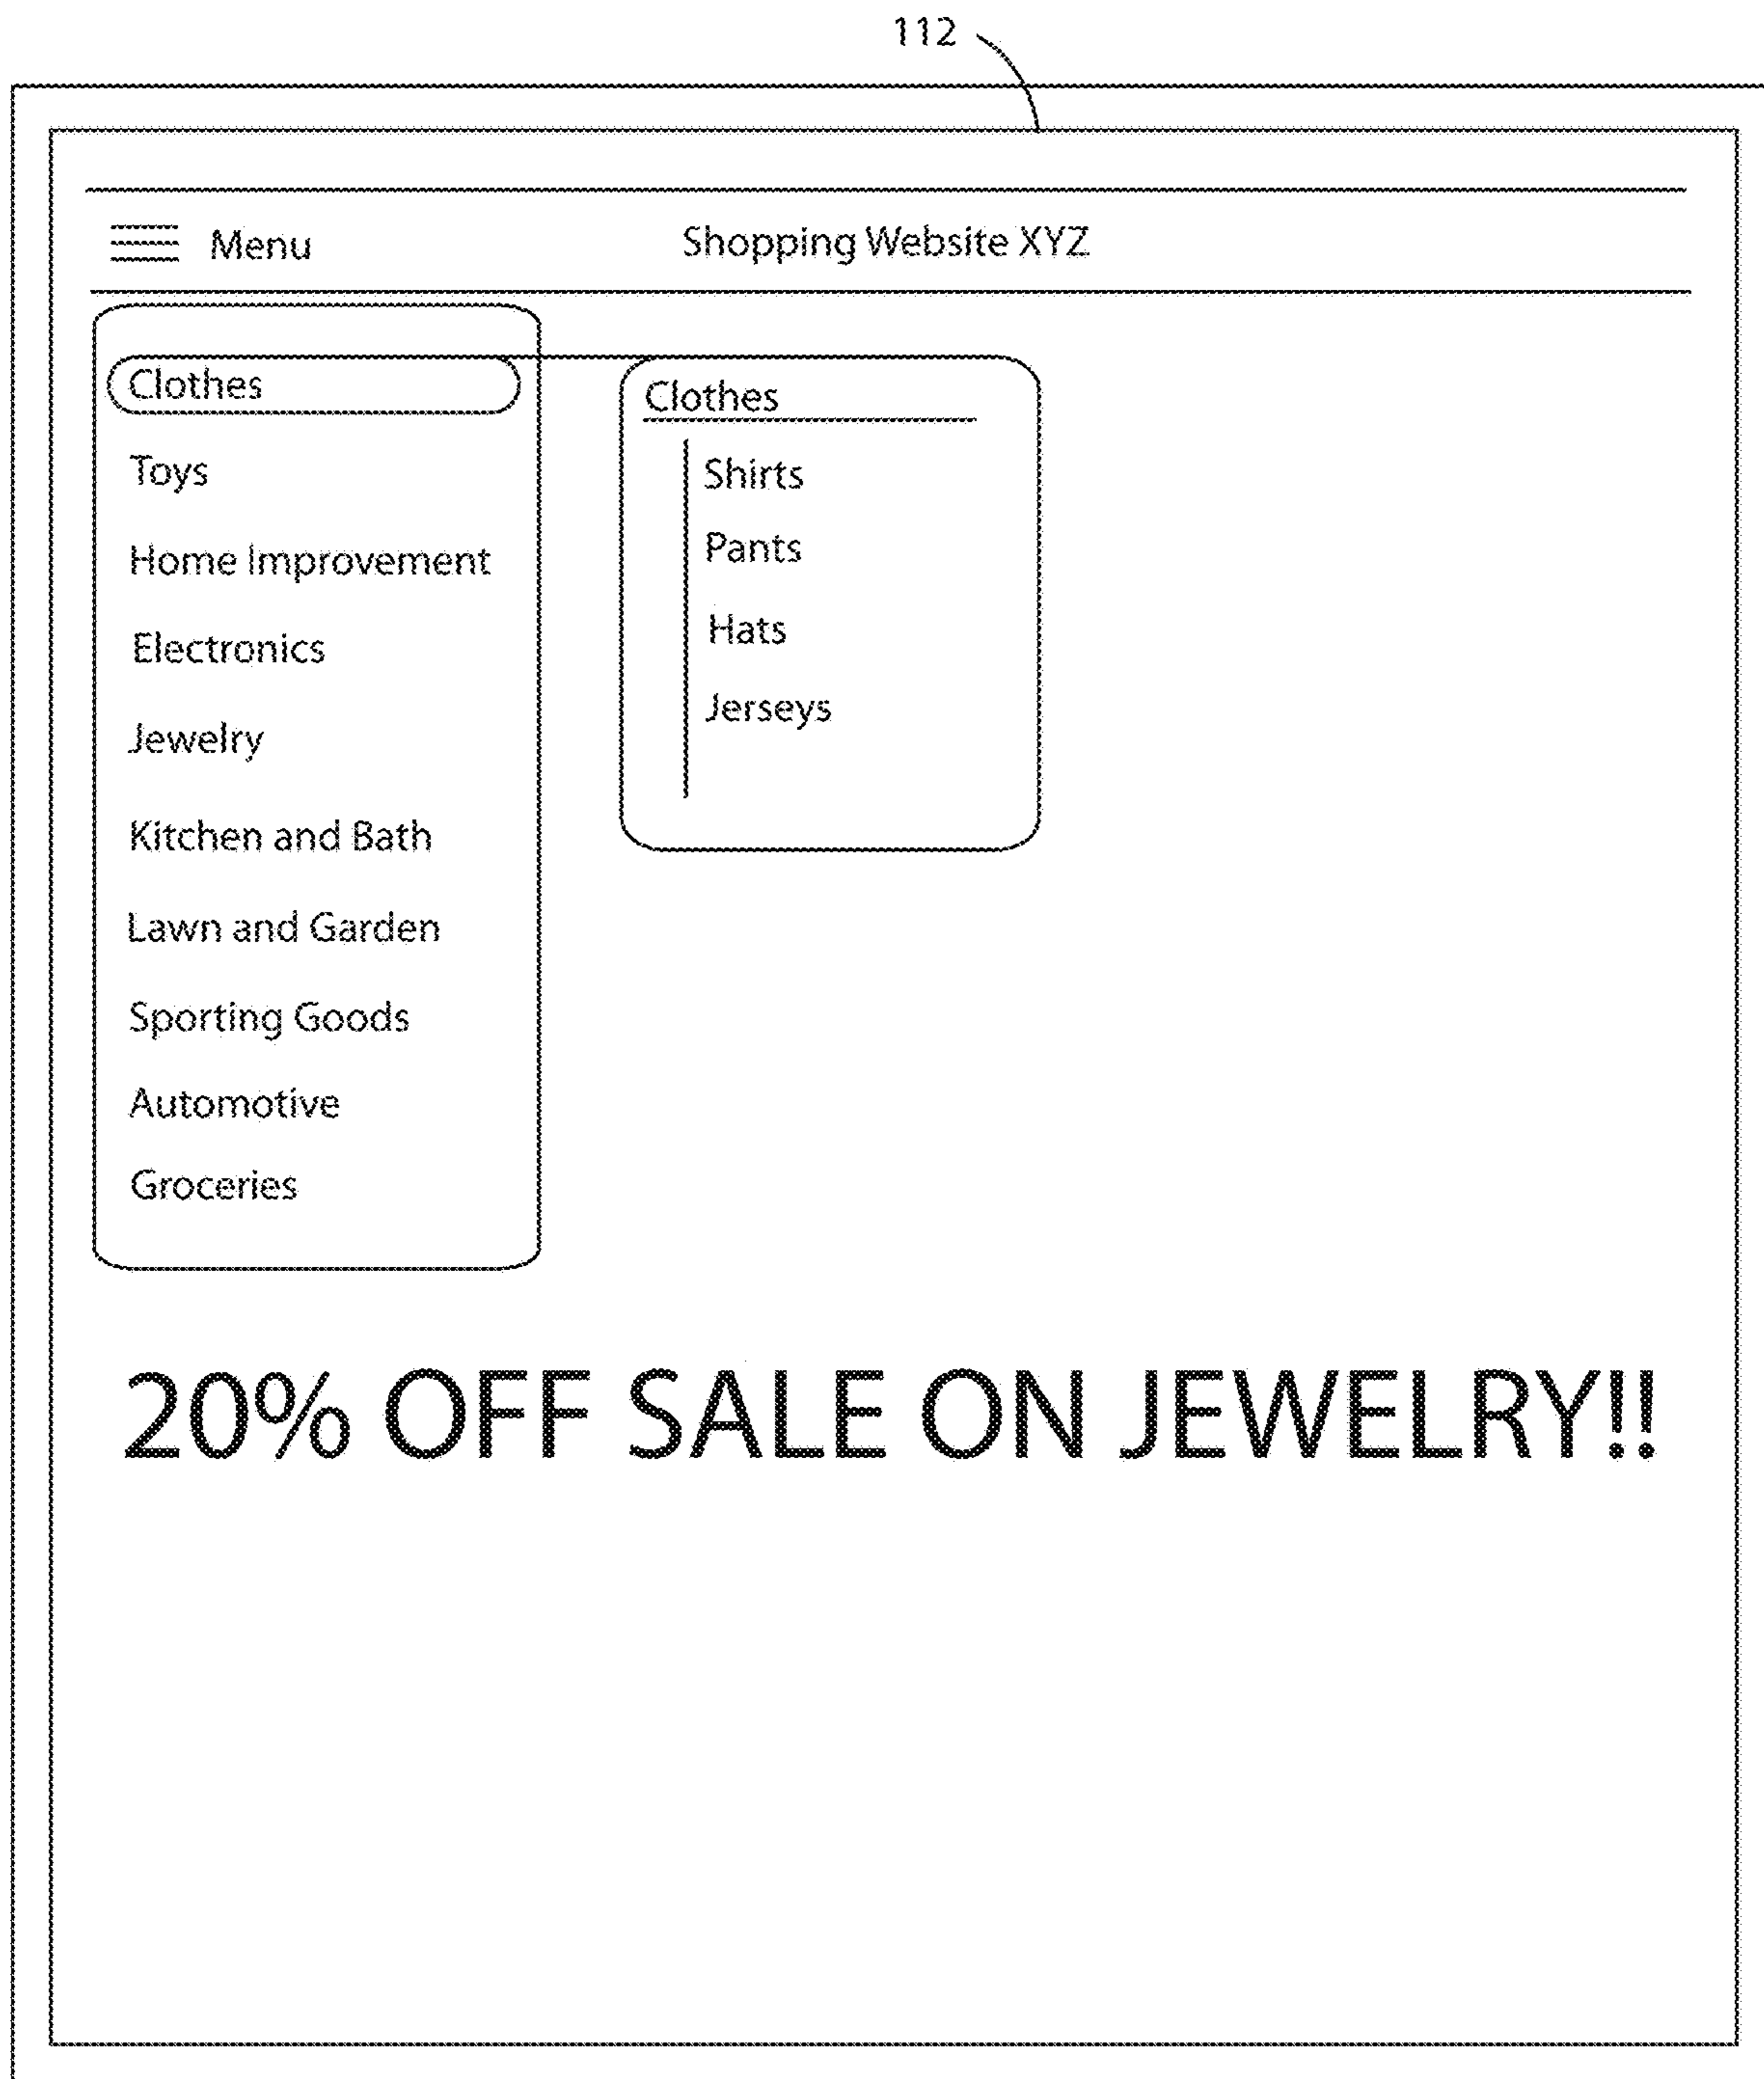 112
Menu
Shopping Website XYZ
Clothes
Toys
Home Improvement
Electronics
Jewelry
Kitchen and Bath
Lawn and Garden
Sporting Goods
Automotive
Groceries
Clothes
Shirts
Pants
Hats
Jerseys
20% OFF SALE ON JEWELRY!!